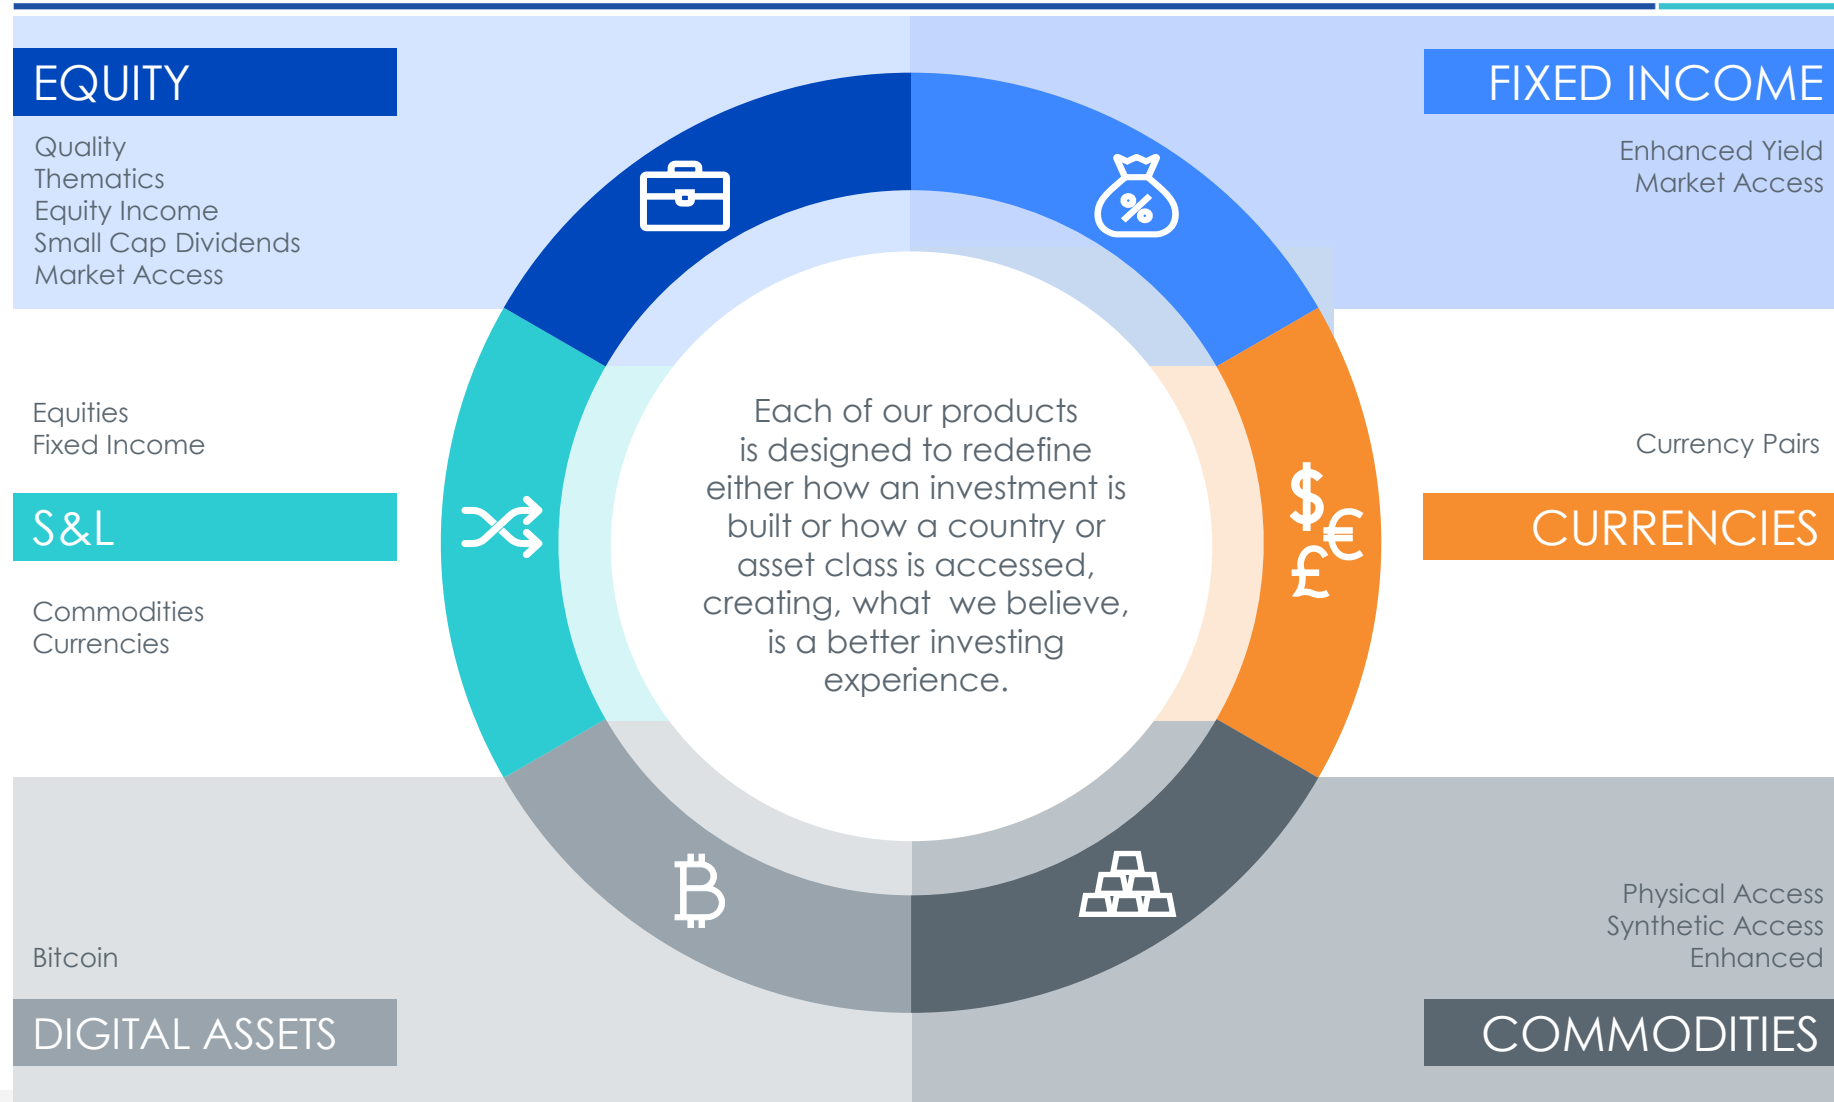 EQUITY
Quality
Thematics
Equity Income
Small Cap Dividends
Market Access
FIXED INCOME
Enhanced Yield
Market Access
Equities
Fixed Income
S&L
Commodities
Currencies
Each of our products
is designed to redefine
either how an investment is
built or how a country or
asset class is accessed,
creating, what  we believe,
is a better investing
experience.
$
€
£
Currency Pairs
CURRENCIES
Bitcoin
DIGITAL ASSETS
Physical Access
Synthetic Access
Enhanced
COMMODITIES
%